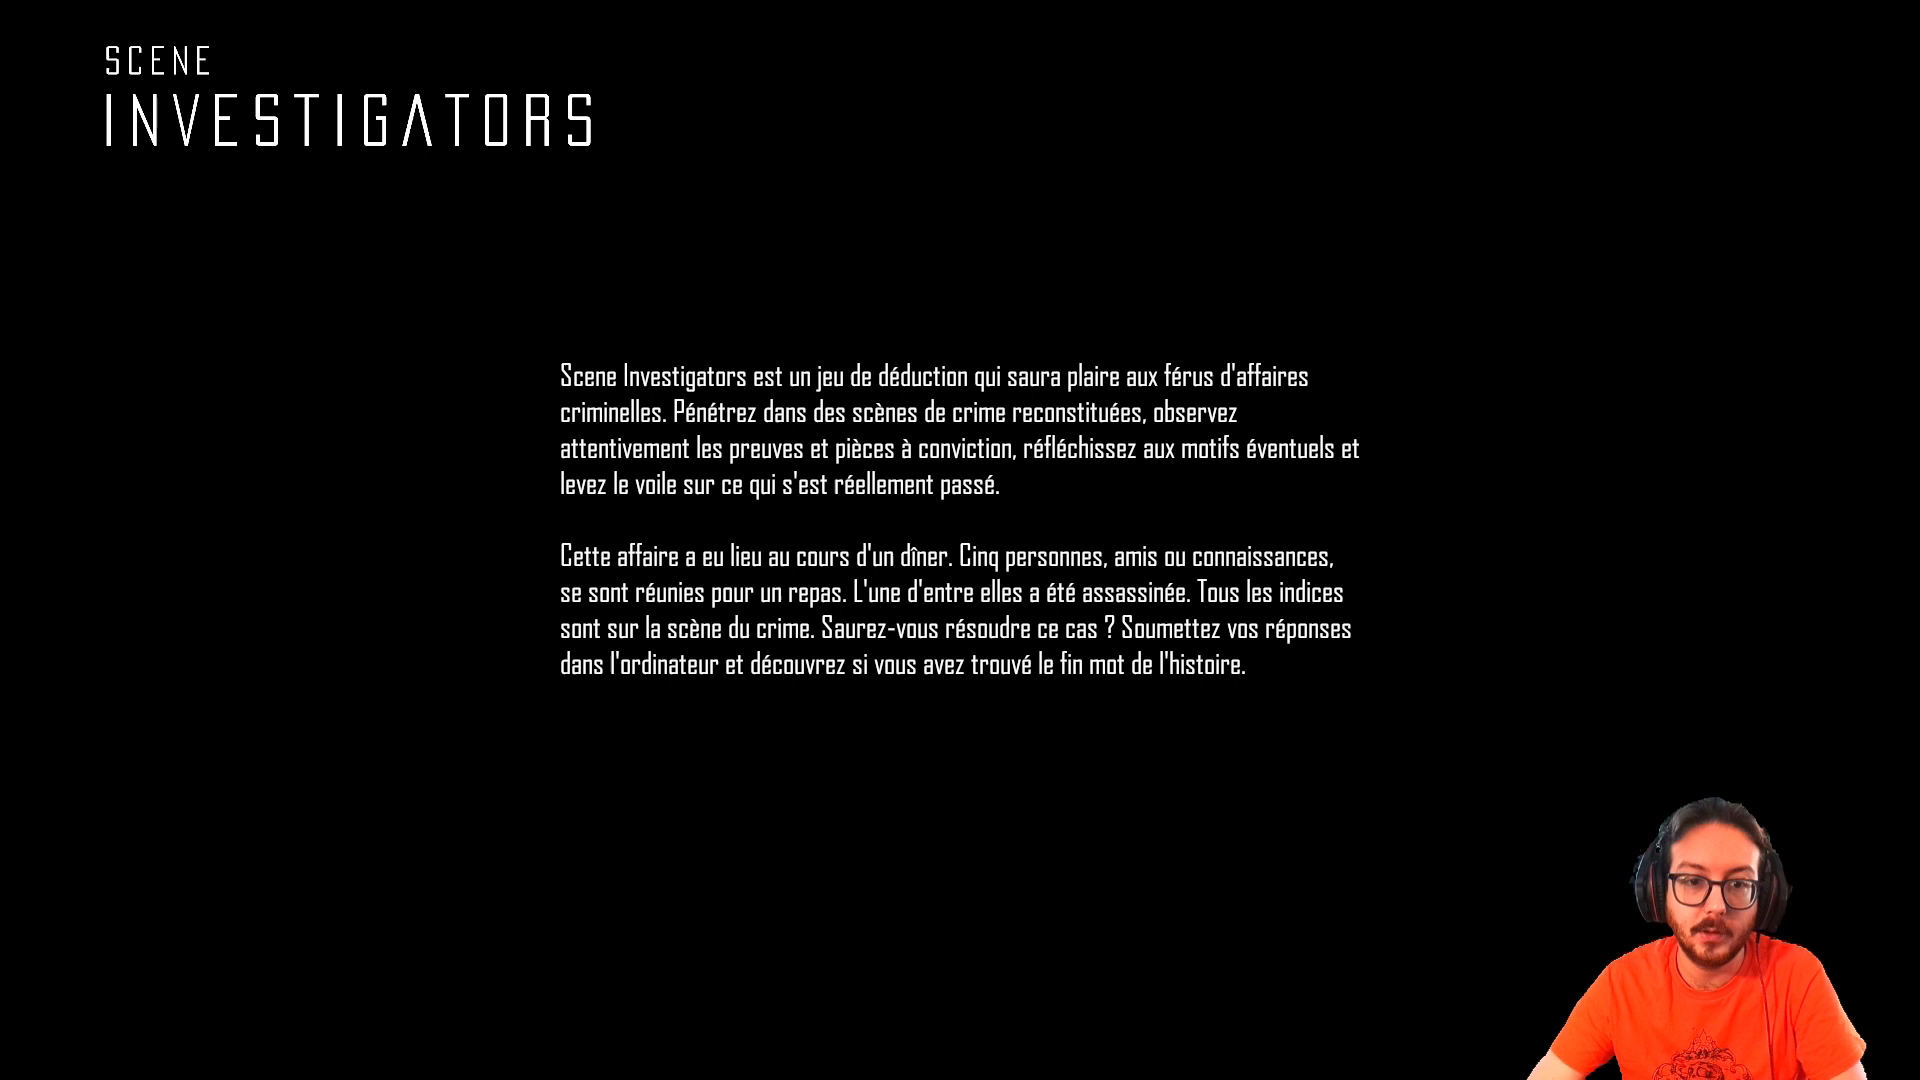 SCENE
INVESTIGATORS
Scene Investigators est un jeu de déduction qui saura plaire aux férus d'affaires
criminelles. Pénétrez dans des scènes de crime reconstituées, observez
attentivement les preuves et pièces à conviction, réfléchissez aux motifs éventuels et
levez le voile sur ce qui s'est réellement passé.
Cette affaire a eu lieu au cours d'un dîner. Cinq personnes, amis ou connaissances,
se sont réunies pour un repas. L'une d'entre elles a été assassinée. Tous les indices
sont sur la scène du crime. Saurez-vous résoudre ce cas ? Soumettez vos réponses
dans l'ordinateur et découvrez si vous avez trouvé le fin mot de l'histoire.